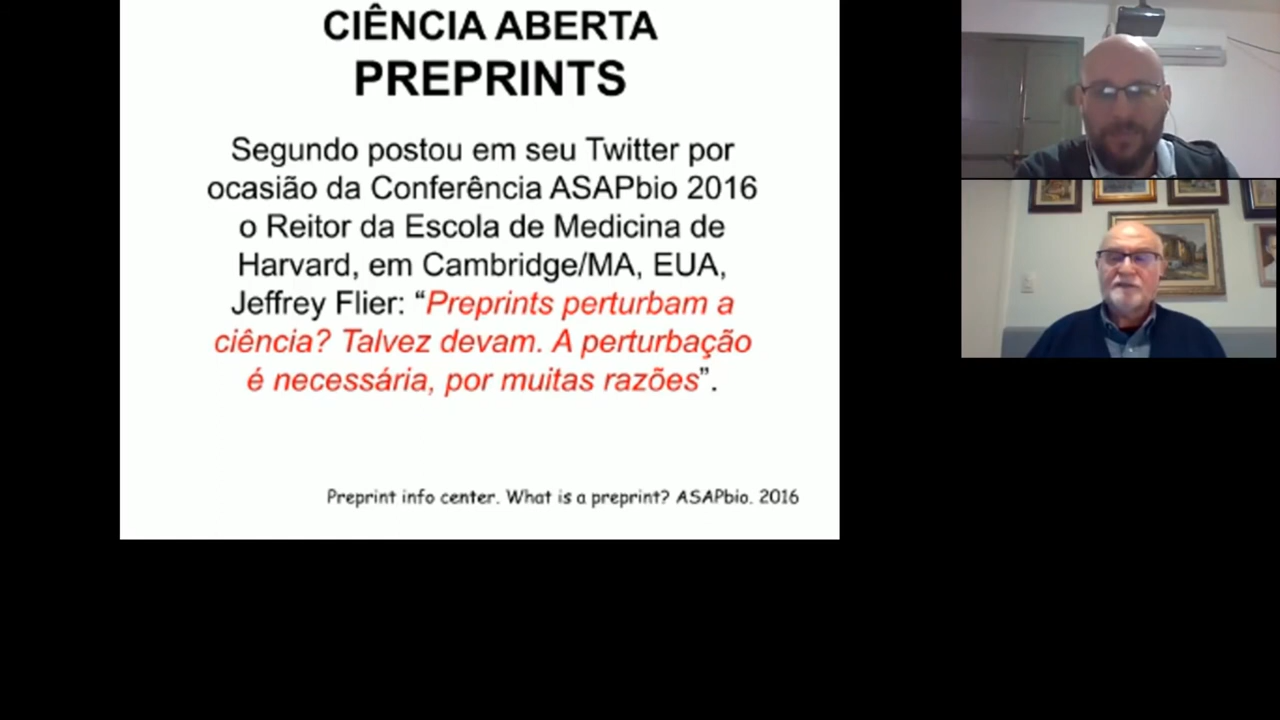 CIÊNCIA ABERTA
PREPRINTS
Segundo postou em seu Twitter por
ocasião da Conferência ASAPbio 2016
o Reitor da Escola de Medicina de
Harvard, em Cambridge/MA, EUA,
Jeffrey Flier: “Preprints perturbam a
ciência? Talvez devam. A perturbação
é necessária, por muitas razões”.
Preprint info center. What is a preprint? ASAPbio. 2016